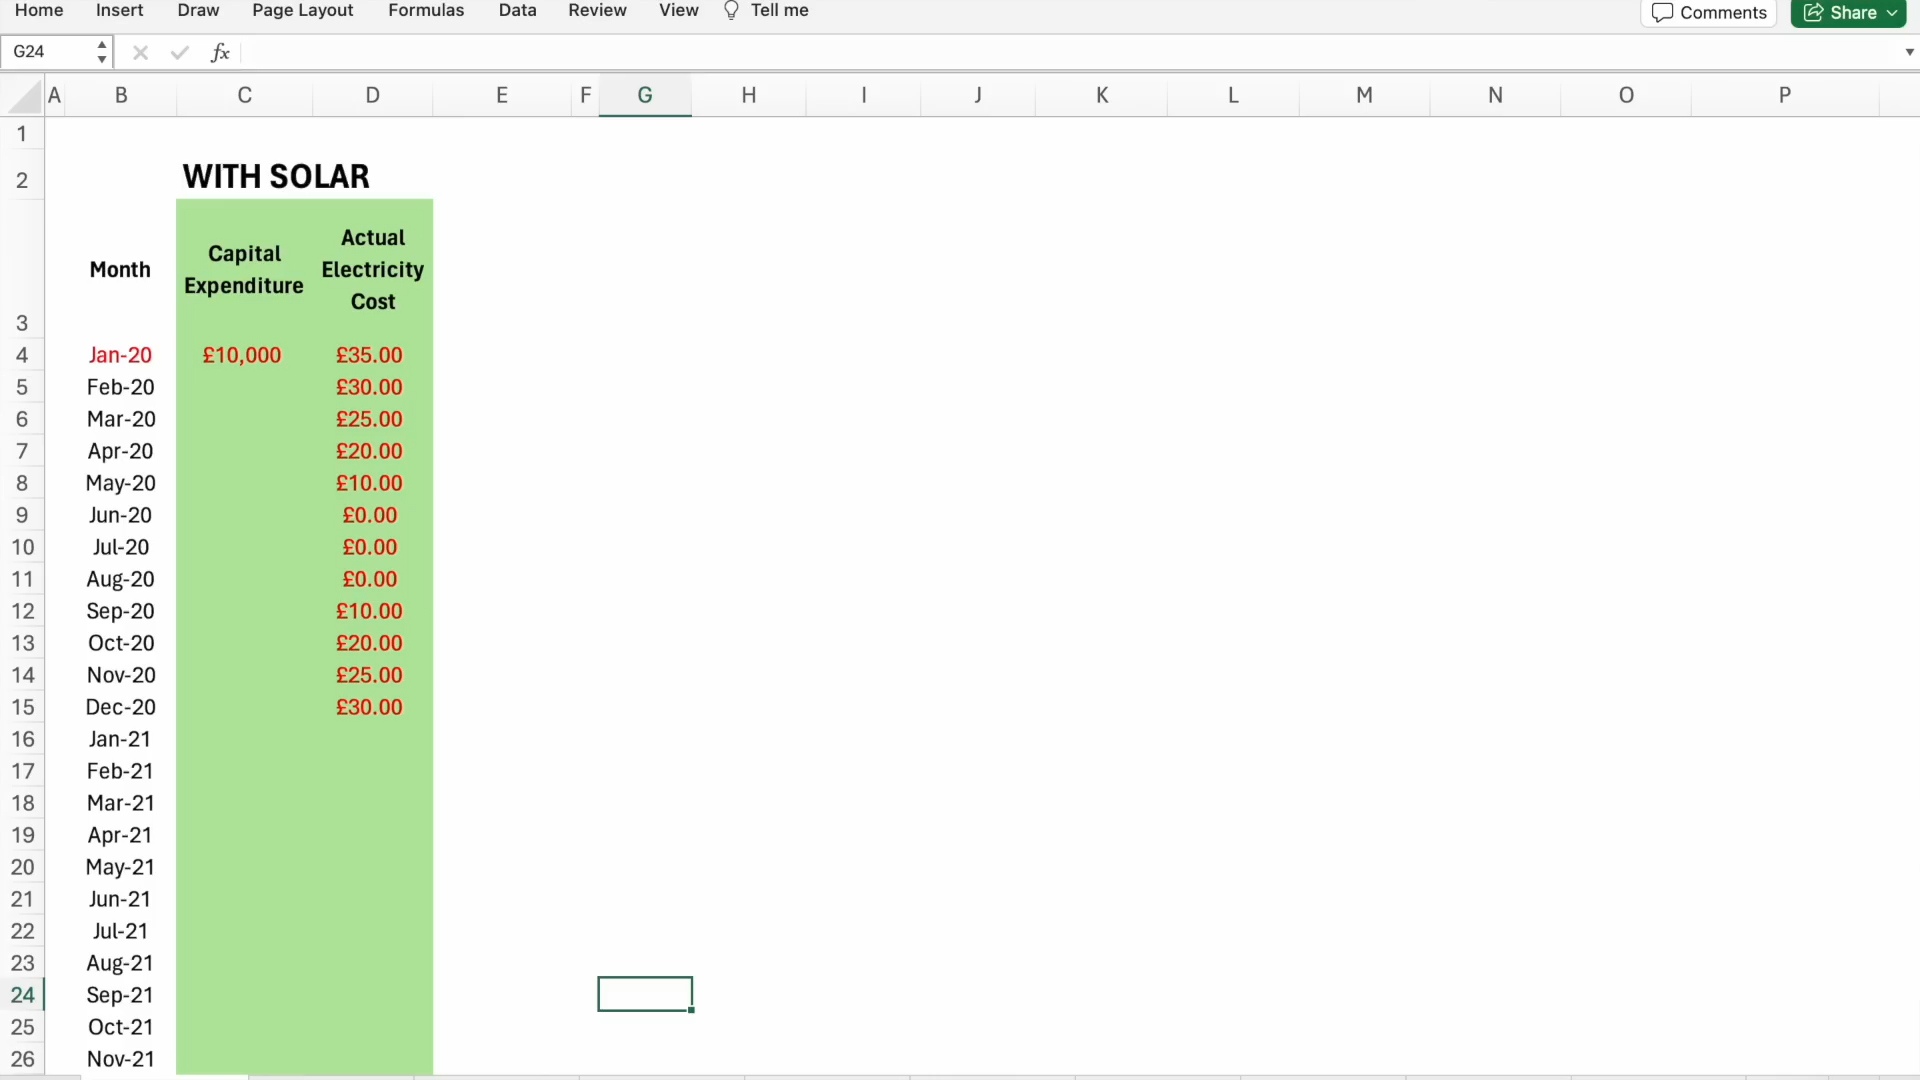 Home Insert Draw Page Layout Formulas Data Review View Tell me Comments Share
G24 fx
A B C D E F G H I J K L M N O P
1
2 WITH SOLAR
3 Month Capital Expenditure Actual Electricity Cost
4 Jan-20 £10,000 £35.00
5 Feb-20 £30.00
6 Mar-20 £25.00
7 Apr-20 £20.00
8 May-20 £10.00
9 Jun-20 £0.00
10 Jul-20 £0.00
11 Aug-20 £0.00
12 Sep-20 £10.00
13 Oct-20 £20.00
14 Nov-20 £25.00
15 Dec-20 £30.00
16 Jan-21
17 Feb-21
18 Mar-21
19 Apr-21
20 May-21
21 Jun-21
22 Jul-21
23 Aug-21
24 Sep-21
25 Oct-21
26 Nov-21